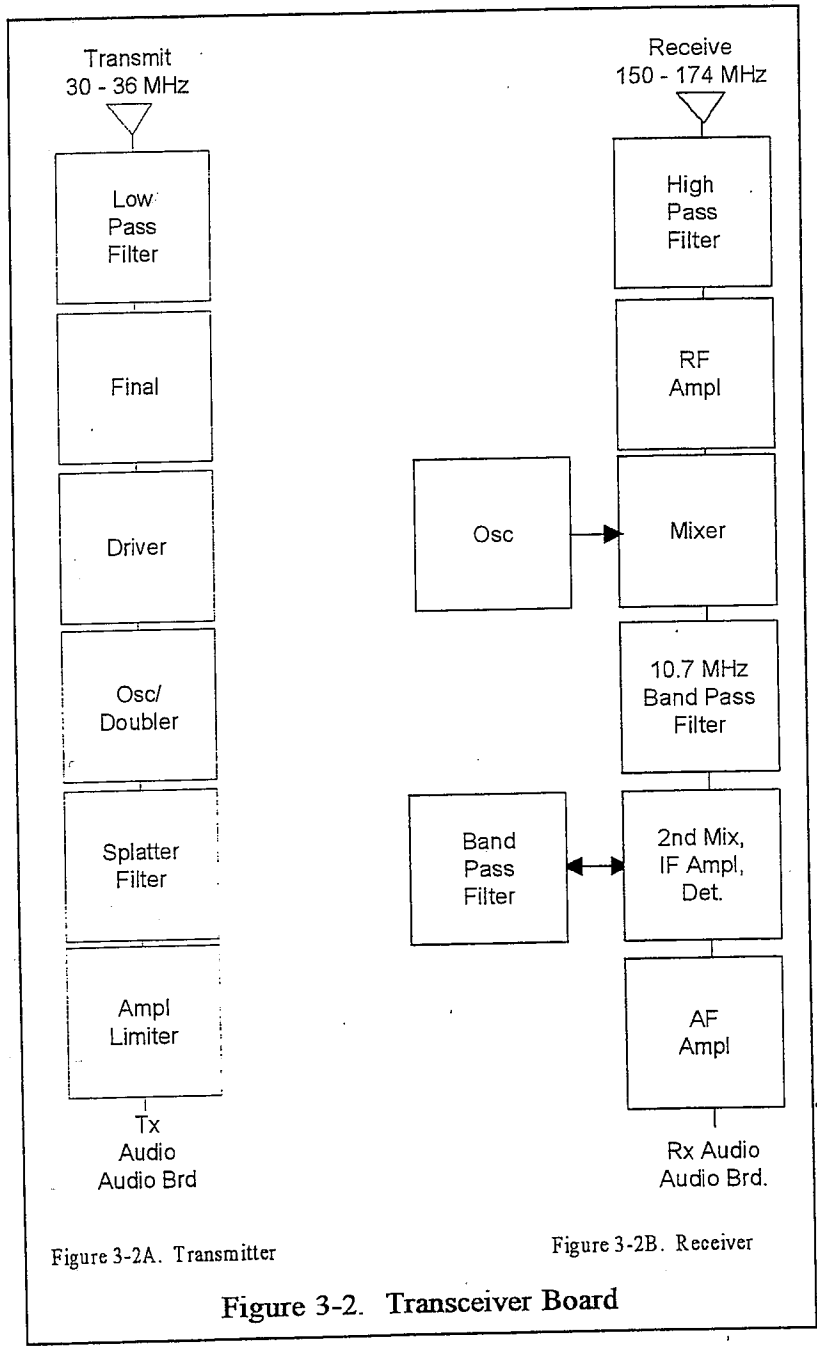 Transmit
30 - 36 MHz
Low
Pass
Filter
Final
Driver
Osc/
Doubler
Splatter
Filter
Ampl
Limiter
Tx
Audio
Audio Brd
Figure 3-2A. Transmitter
Receive
150 - 174 MHz
High
Pass
Filter
RF
Ampl
Osc
Mixer
10.7 MHz
Band Pass
Filter
Band
Pass
Filter
2nd Mix,
IF Ampl,
Det.
AF
Ampl
Rx Audio
Audio Brd.
Figure 3-2B. Receiver
Figure 3-2. Transceiver Board